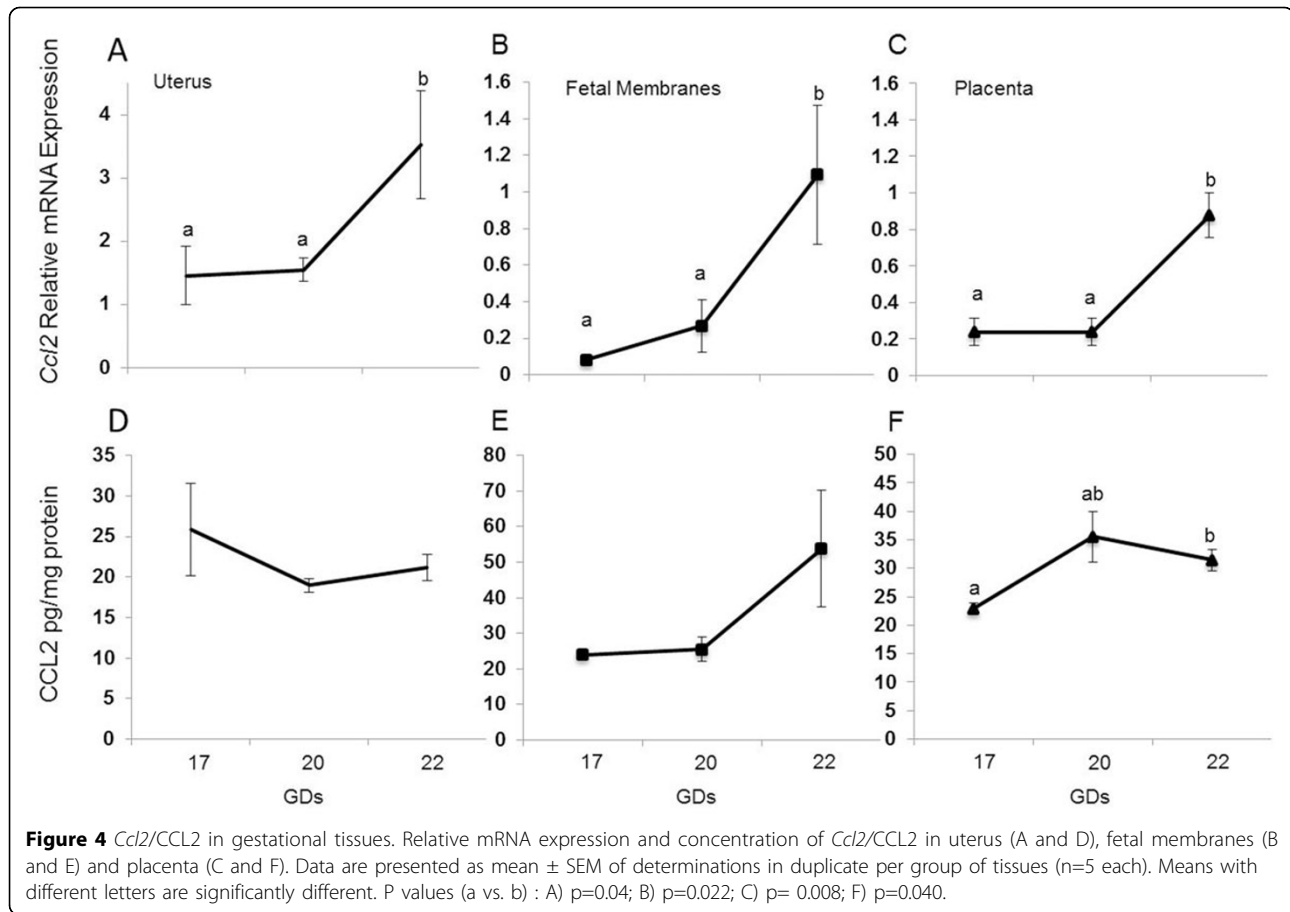 A
B
C
Uterus
Fetal Membranes
Placenta
Ccl2 Relative mRNA Expression
4
3
2
1
0
a
a
b
1.6
1.4
1.2
1
0.8
0.6
0.4
0.2
0
a
a
b
1.6
1.4
1.2
1
0.8
0.6
0.4
0.2
0
a
a
b
D
E
F
CCL2 pg/mg protein
35
30
25
20
15
10
5
0
80
70
60
50
40
30
20
10
0
50
45
40
35
30
25
20
15
10
5
0
a
ab
b
17 20 22
17 20 22
17 20 22
GDs
GDs
GDs
Figure 4 Ccl2/CCL2 in gestational tissues. Relative mRNA expression and concentration of Ccl2/CCL2 in uterus (A and D), fetal membranes (B
and E) and placenta (C and F). Data are presented as mean ± SEM of determinations in duplicate per group of tissues (n=5 each). Means with
different letters are significantly different. P values (a vs. b) : A) p=0.04; B) p=0.022; C) p= 0.008; F) p=0.040.